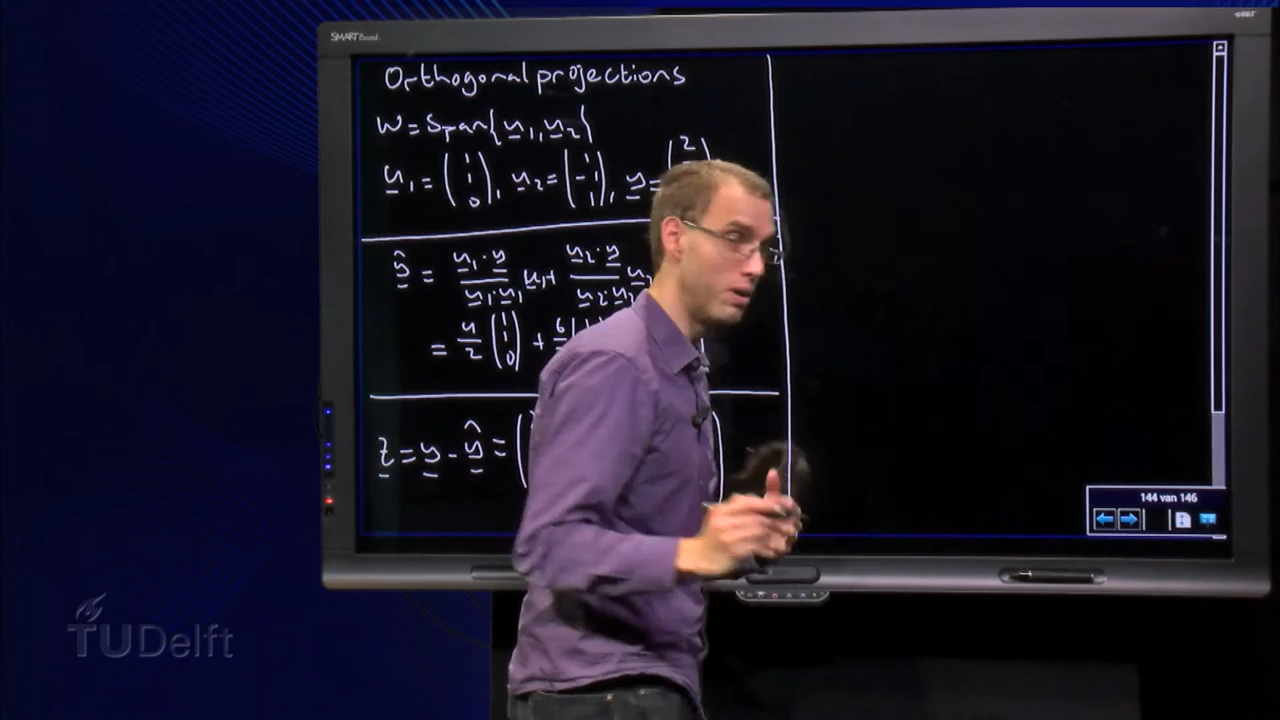 SMART Board
Orthogonal projections
W = Span{u₁, u₂}
u₁ = (1 1 0), u₂ = (1 -1 1), y = (2
ŷ = u₁·y / u₁·u₁ u₁ + u₂·y / u₂·u₂ u₂
= 4/2 (1 1 0) + 6/
z = y - ŷ = (
144 van 146
TUDelft